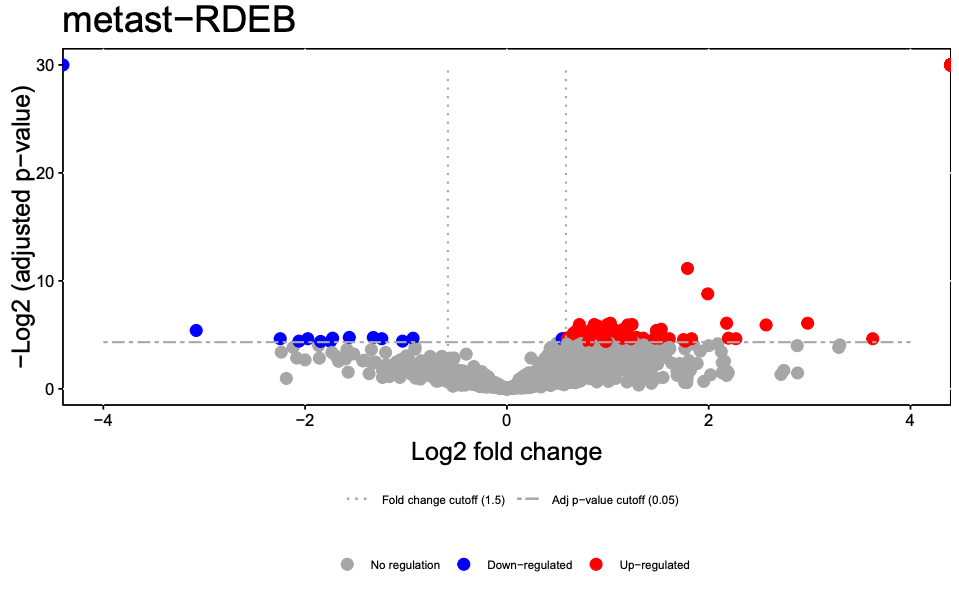 metast−RDEB
−Log2 (adjusted p−value)
30
20
10
0
−4
−2
0
2
4
Log2 fold change
Fold change cutoff (1.5)
Adj p−value cutoff (0.05)
No regulation
Down−regulated
Up−regulated